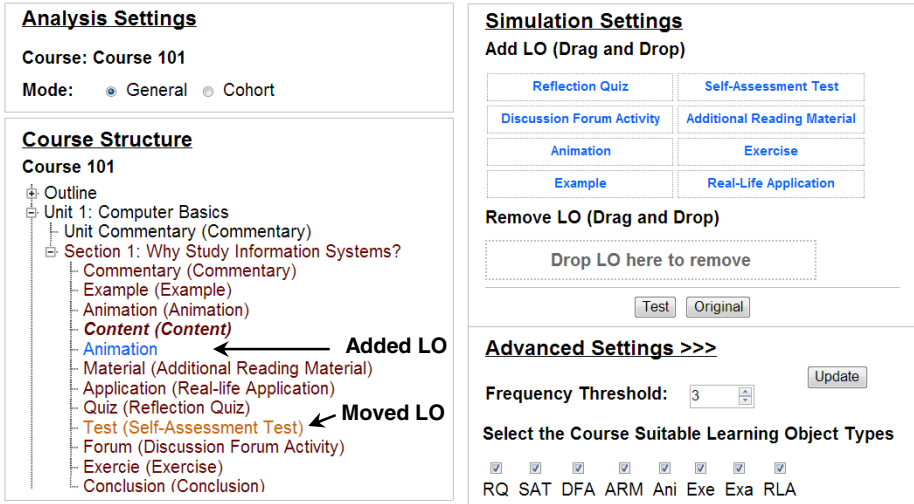 Analysis Settings
Course: Course 101
Mode: General Cohort
Course Structure
Course 101
Outline
Unit 1: Computer Basics
Unit Commentary (Commentary)
Section 1: Why Study Information Systems?
Commentary (Commentary)
Example (Example)
Animation (Animation)
Content (Content)
Animation Added LO
Material (Additional Reading Material)
Application (Real-life Application)
Quiz (Reflection Quiz) Moved LO
Test (Self-Assessment Test)
Forum (Discussion Forum Activity)
Exercie (Exercise)
Conclusion (Conclusion)
Simulation Settings
Add LO (Drag and Drop)
Reflection Quiz Self-Assessment Test
Discussion Forum Activity Additional Reading Material
Animation Exercise
Example Real-Life Application
Remove LO (Drag and Drop)
Drop LO here to remove
Test Original
Advanced Settings >>>
Update
Frequency Threshold: 3
Select the Course Suitable Learning Object Types
RQ SAT DFA ARM Ani Exe Exa RLA